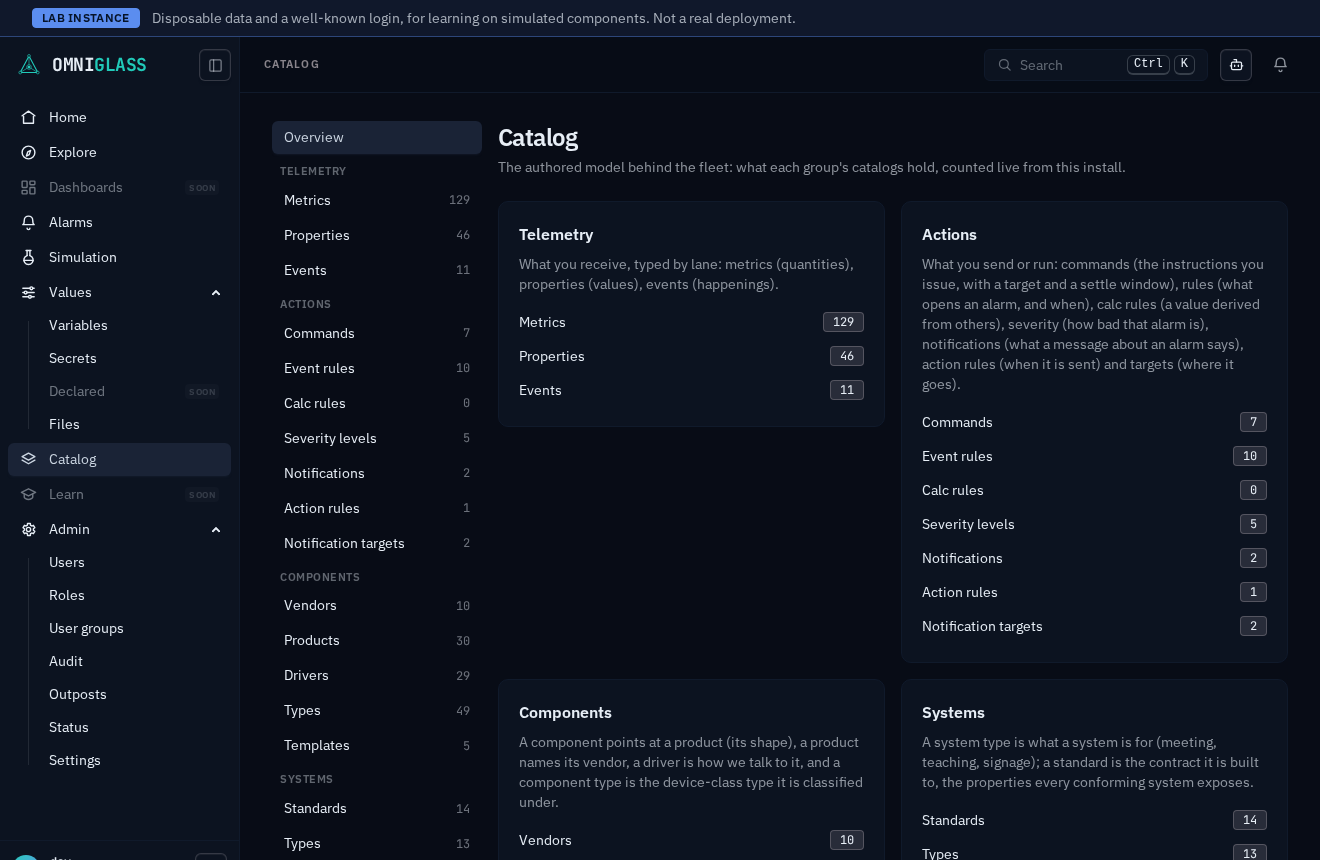 LAB INSTANCE Disposable data and a well-known login, for learning on simulated components. Not a real deployment.
OMNIGLASS
CATALOG
Search Ctrl K
Home
Explore
Dashboards SOON
Alarms
Simulation
Values
Variables
Secrets
Declared SOON
Files
Catalog
Learn SOON
Admin
Users
Roles
User groups
Audit
Outposts
Status
Settings
Overview
TELEMETRY
Metrics 129
Properties 46
Events 11
ACTIONS
Commands 7
Event rules 10
Calc rules 0
Severity levels 5
Notifications 2
Action rules 1
Notification targets 2
COMPONENTS
Vendors 10
Products 30
Drivers 29
Types 49
Templates 5
SYSTEMS
Standards 14
Types 13
Catalog
The authored model behind the fleet: what each group's catalogs hold, counted live from this install.
Telemetry
What you receive, typed by lane: metrics (quantities),
properties (values), events (happenings).
Metrics 129
Properties 46
Events 11
Actions
What you send or run: commands (the instructions you
issue, with a target and a settle window), rules (what
opens an alarm, and when), calc rules (a value derived
from others), severity (how bad that alarm is),
notifications (what a message about an alarm says),
action rules (when it is sent) and targets (where it
goes).
Commands 7
Event rules 10
Calc rules 0
Severity levels 5
Notifications 2
Action rules 1
Notification targets 2
Components
A component points at a product (its shape), a product
names its vendor, a driver is how we talk to it, and a
component type is the device-class type it is classified
under.
Vendors 10
Systems
A system type is what a system is for (meeting,
teaching, signage); a standard is the contract it is built
to, the properties every conforming system exposes.
Standards 14
Types 13